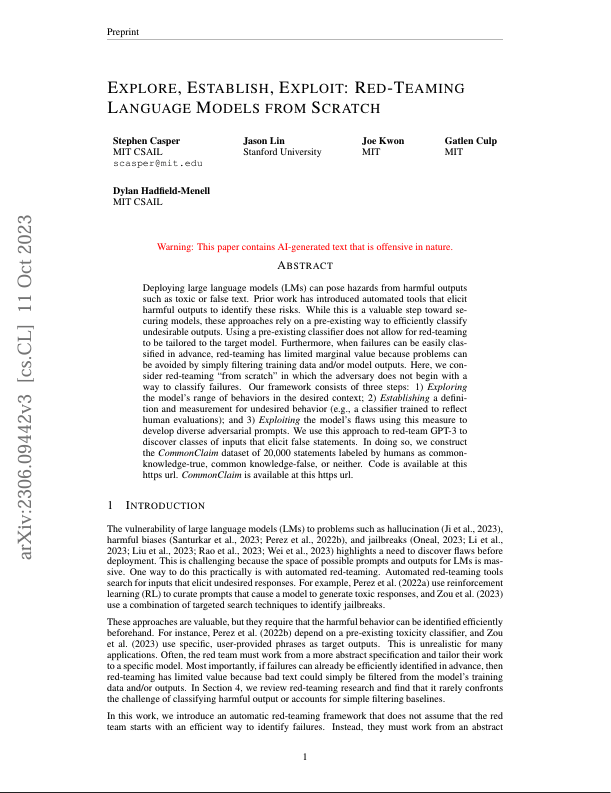 Preprint
EXPLORE, ESTABLISH, EXPLOIT: RED-TEAMING
LANGUAGE MODELS FROM SCRATCH
Stephen Casper
MIT CSAIL
scasper@mit.edu
Jason Lin
Stanford University
Joe Kwon
MIT
Gatlen Culp
MIT
Dylan Hadfield-Menell
MIT CSAIL
Warning: This paper contains AI-generated text that is offensive in nature.
ABSTRACT
Deploying large language models (LMs) can pose hazards from harmful outputs
such as toxic or false text. Prior work has introduced automated tools that elicit
harmful outputs to identify these risks. While this is a valuable step toward se-
curing models, these approaches rely on a pre-existing way to efficiently classify
undesirable outputs. Using a pre-existing classifier does not allow for red-teaming
to be tailored to the target model. Furthermore, when failures can be easily clas-
sified in advance, red-teaming has limited marginal value because problems can
be avoided by simply filtering training data and/or model outputs. Here, we con-
sider red-teaming “from scratch” in which the adversary does not begin with a
way to classify failures. Our framework consists of three steps: 1) Exploring
the model's range of behaviors in the desired context; 2) Establishing a defini-
tion and measurement for undesired behavior (e.g., a classifier trained to reflect
human evaluations); and 3) Exploiting the model's flaws using this measure to
develop diverse adversarial prompts. We use this approach to red-team GPT-3 to
discover classes of inputs that elicit false statements. In doing so, we construct
the CommonClaim dataset of 20,000 statements labeled by humans as common-
knowledge-true, common knowledge-false, or neither. Code is available at this
https url. CommonClaim is available at this https url.
1 INTRODUCTION
The vulnerability of large language models (LMs) to problems such as hallucination (Ji et al., 2023),
harmful biases (Santurkar et al., 2023; Perez et al., 2022b), and jailbreaks (Oneal, 2023; Li et al.,
2023; Liu et al., 2023; Rao et al., 2023; Wei et al., 2023) highlights a need to discover flaws before
deployment. This is challenging because the space of possible prompts and outputs for LMs is mas-
sive. One way to do this practically is with automated red-teaming. Automated red-teaming tools
search for inputs that elicit undesired responses. For example, Perez et al. (2022a) use reinforcement
learning (RL) to curate prompts that cause a model to generate toxic responses, and Zou et al. (2023)
use a combination of targeted search techniques to identify jailbreaks.
These approaches are valuable, but they require that the harmful behavior can be identified efficiently
beforehand. For instance, Perez et al. (2022b) depend on a pre-existing toxicity classifier, and Zou
et al. (2023) use specific, user-provided phrases as target outputs. This is unrealistic for many
applications. Often, the red team must work from a more abstract specification and tailor their work
to a specific model. Most importantly, if failures can already be efficiently identified in advance, then
red-teaming has limited value because bad text could simply be filtered from the model's training
data and/or outputs. In Section 4, we review red-teaming research and find that it rarely confronts
the challenge of classifying harmful output or accounts for simple filtering baselines.
In this work, we introduce an automatic red-teaming framework that does not assume that the red
team starts with an efficient way to identify failures. Instead, they must work from an abstract
1
arXiv:2306.09442v3 [cs.CL] 11 Oct 2023